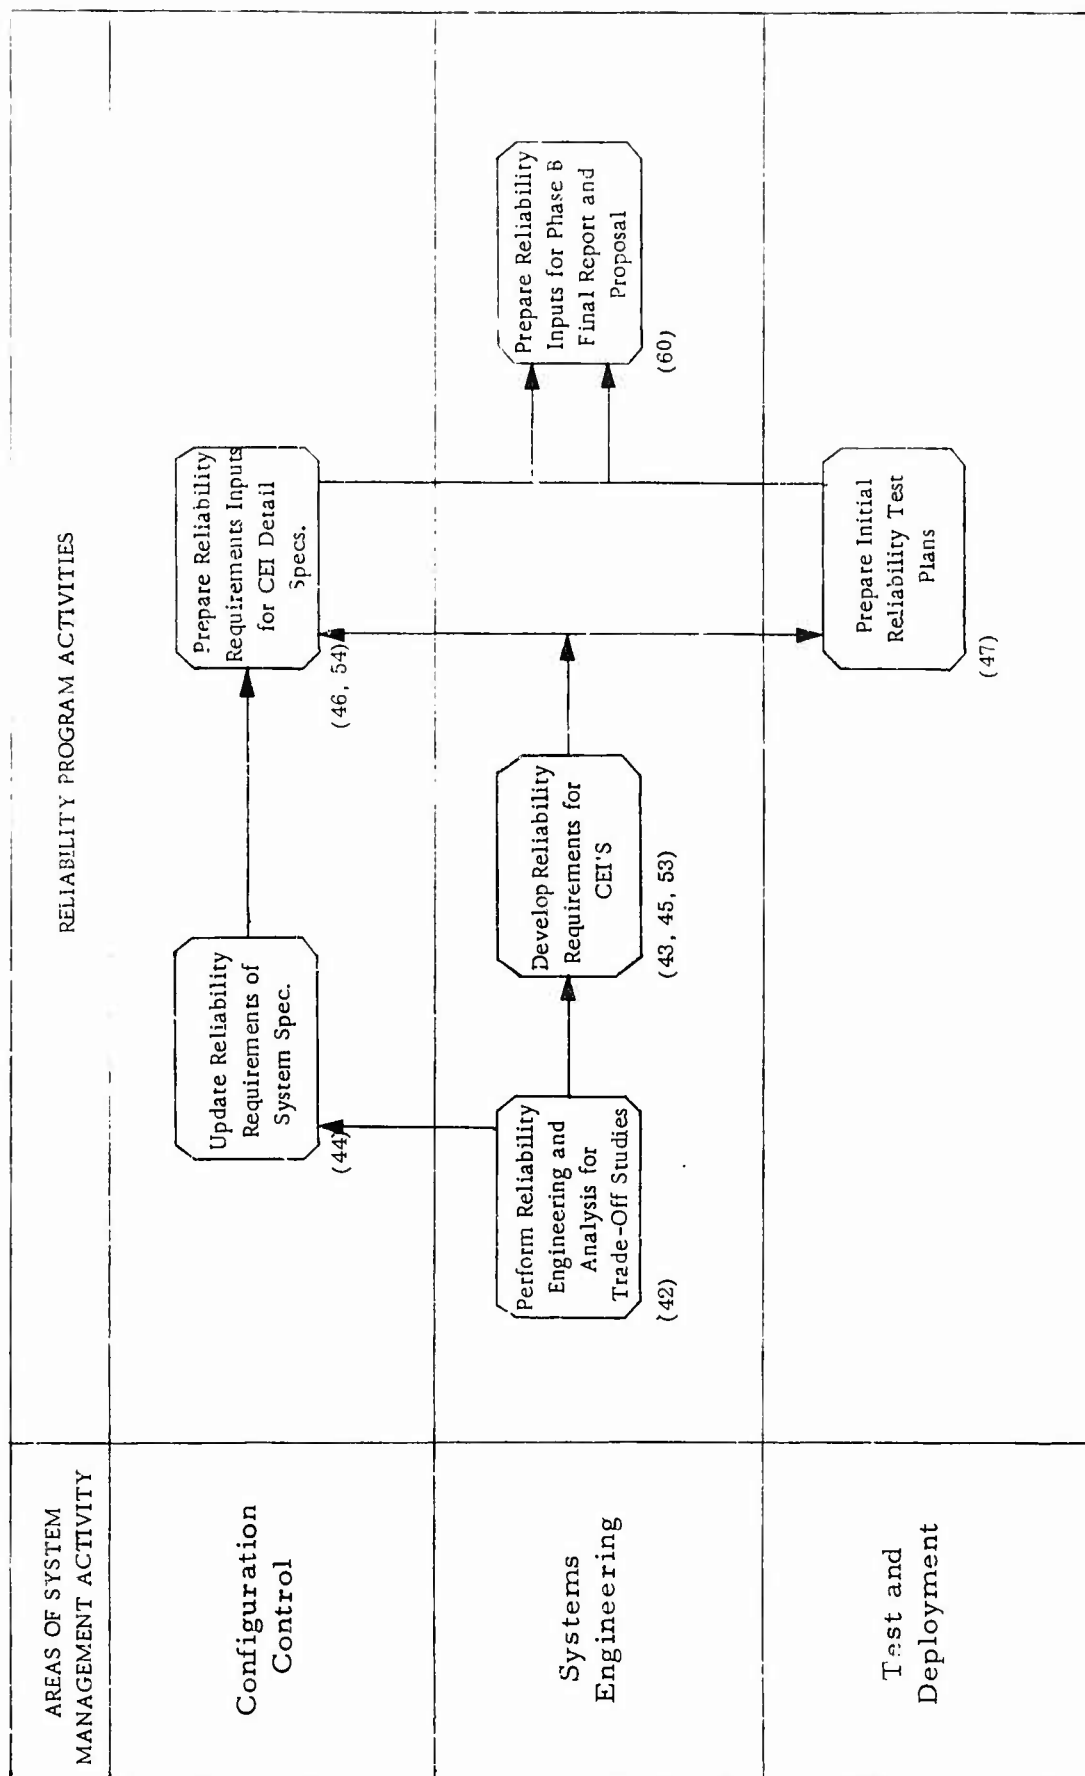 AREAS OF SYSTEM
MANAGEMENT ACTIVITY
RELIABILITY PROGRAM ACTIVITIES
Configuration
Control
Update Reliability
Requirements of
System Spec.
(44)
Prepare Reliability
Requirements Inputs
for CEI Detail
Specs.
(46, 54)
Systems
Engineering
Perform Reliability
Engineering and
Analysis for
Trade-Off Studies
(42)
Develop Reliability
Requirements for
CEI'S
(43, 45, 53)
Prepare Reliability
Inputs for Phase B
Final Report and
Proposal
(60)
Test and
Deployment
Prepare Initial
Reliability Test
Plans
(47)